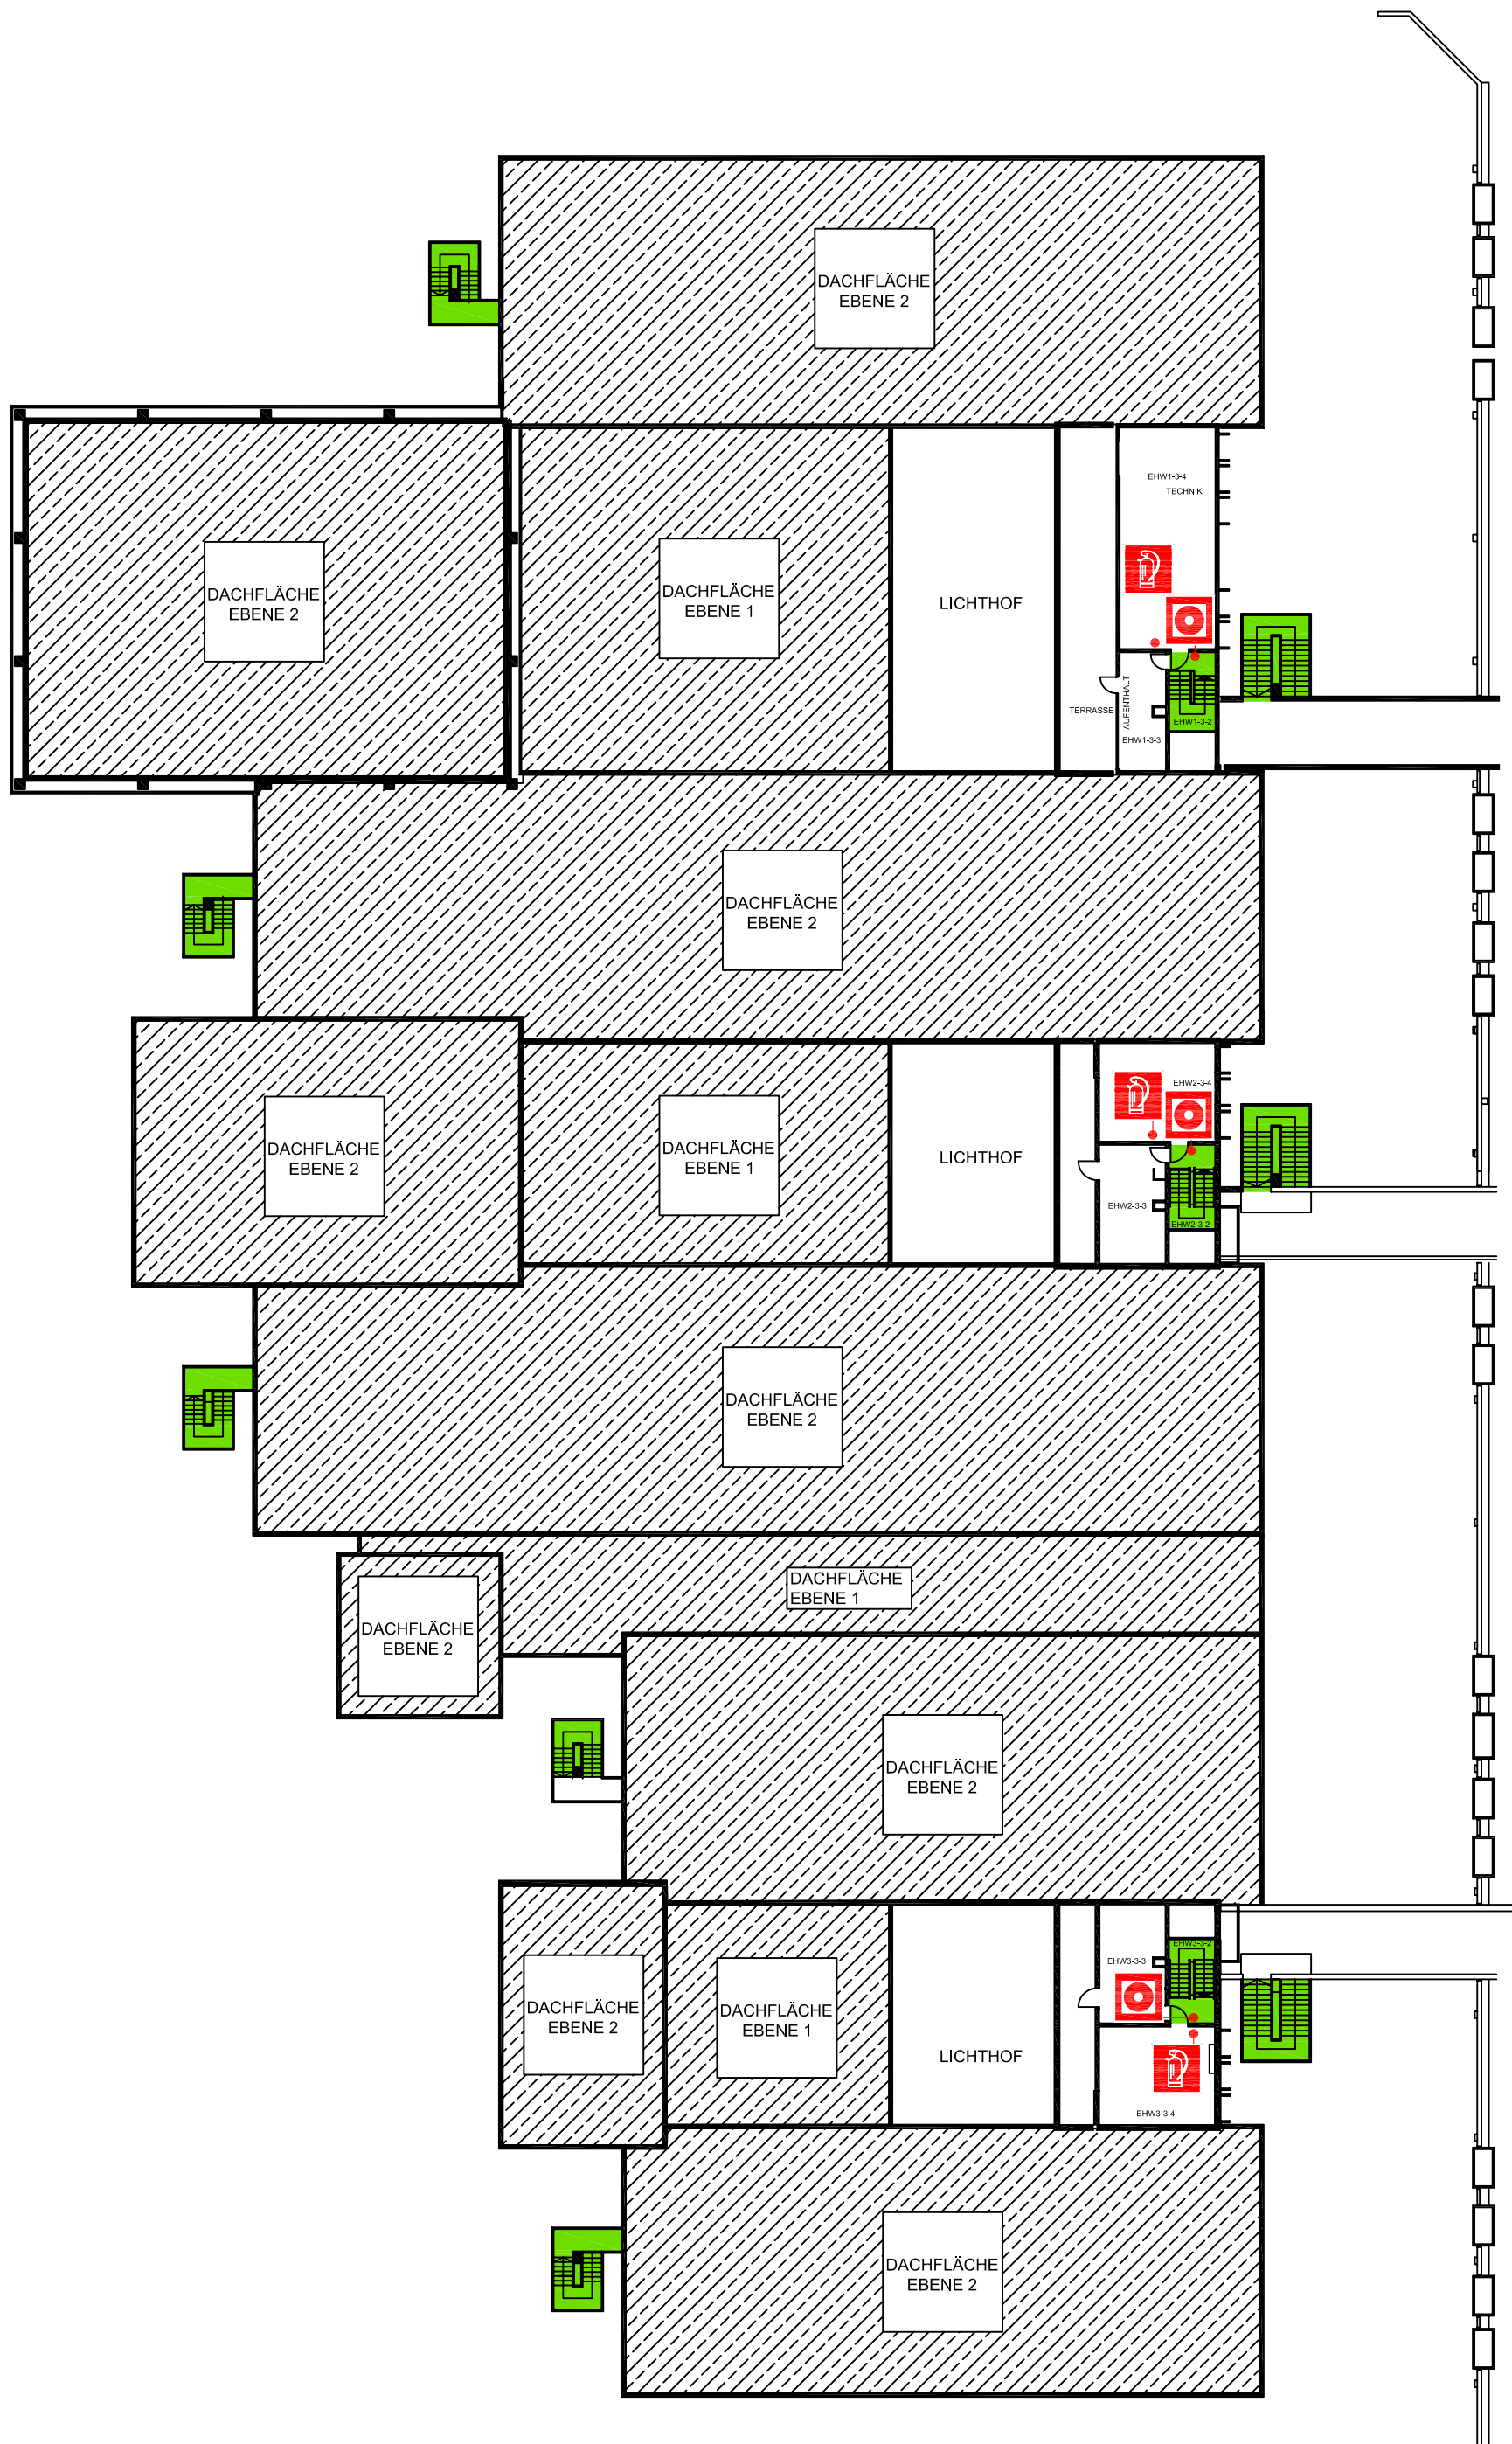 DACHFLÄCHE
EBENE 2
EHW1-3-4
TECHNIK
DACHFLÄCHE
EBENE 2
DACHFLÄCHE
EBENE 1
LICHTHOF
TERRASSE
AUFENTHALT
EHW1-3-2
EHW1-3-3
DACHFLÄCHE
EBENE 2
EHW2-3-4
DACHFLÄCHE
EBENE 2
DACHFLÄCHE
EBENE 1
LICHTHOF
EHW2-3-3
EHW2-3-2
DACHFLÄCHE
EBENE 2
DACHFLÄCHE
EBENE 1
DACHFLÄCHE
EBENE 2
DACHFLÄCHE
EBENE 2
EHW3-3-2
EHW3-3-3
DACHFLÄCHE
EBENE 2
DACHFLÄCHE
EBENE 1
LICHTHOF
EHW3-3-4
DACHFLÄCHE
EBENE 2